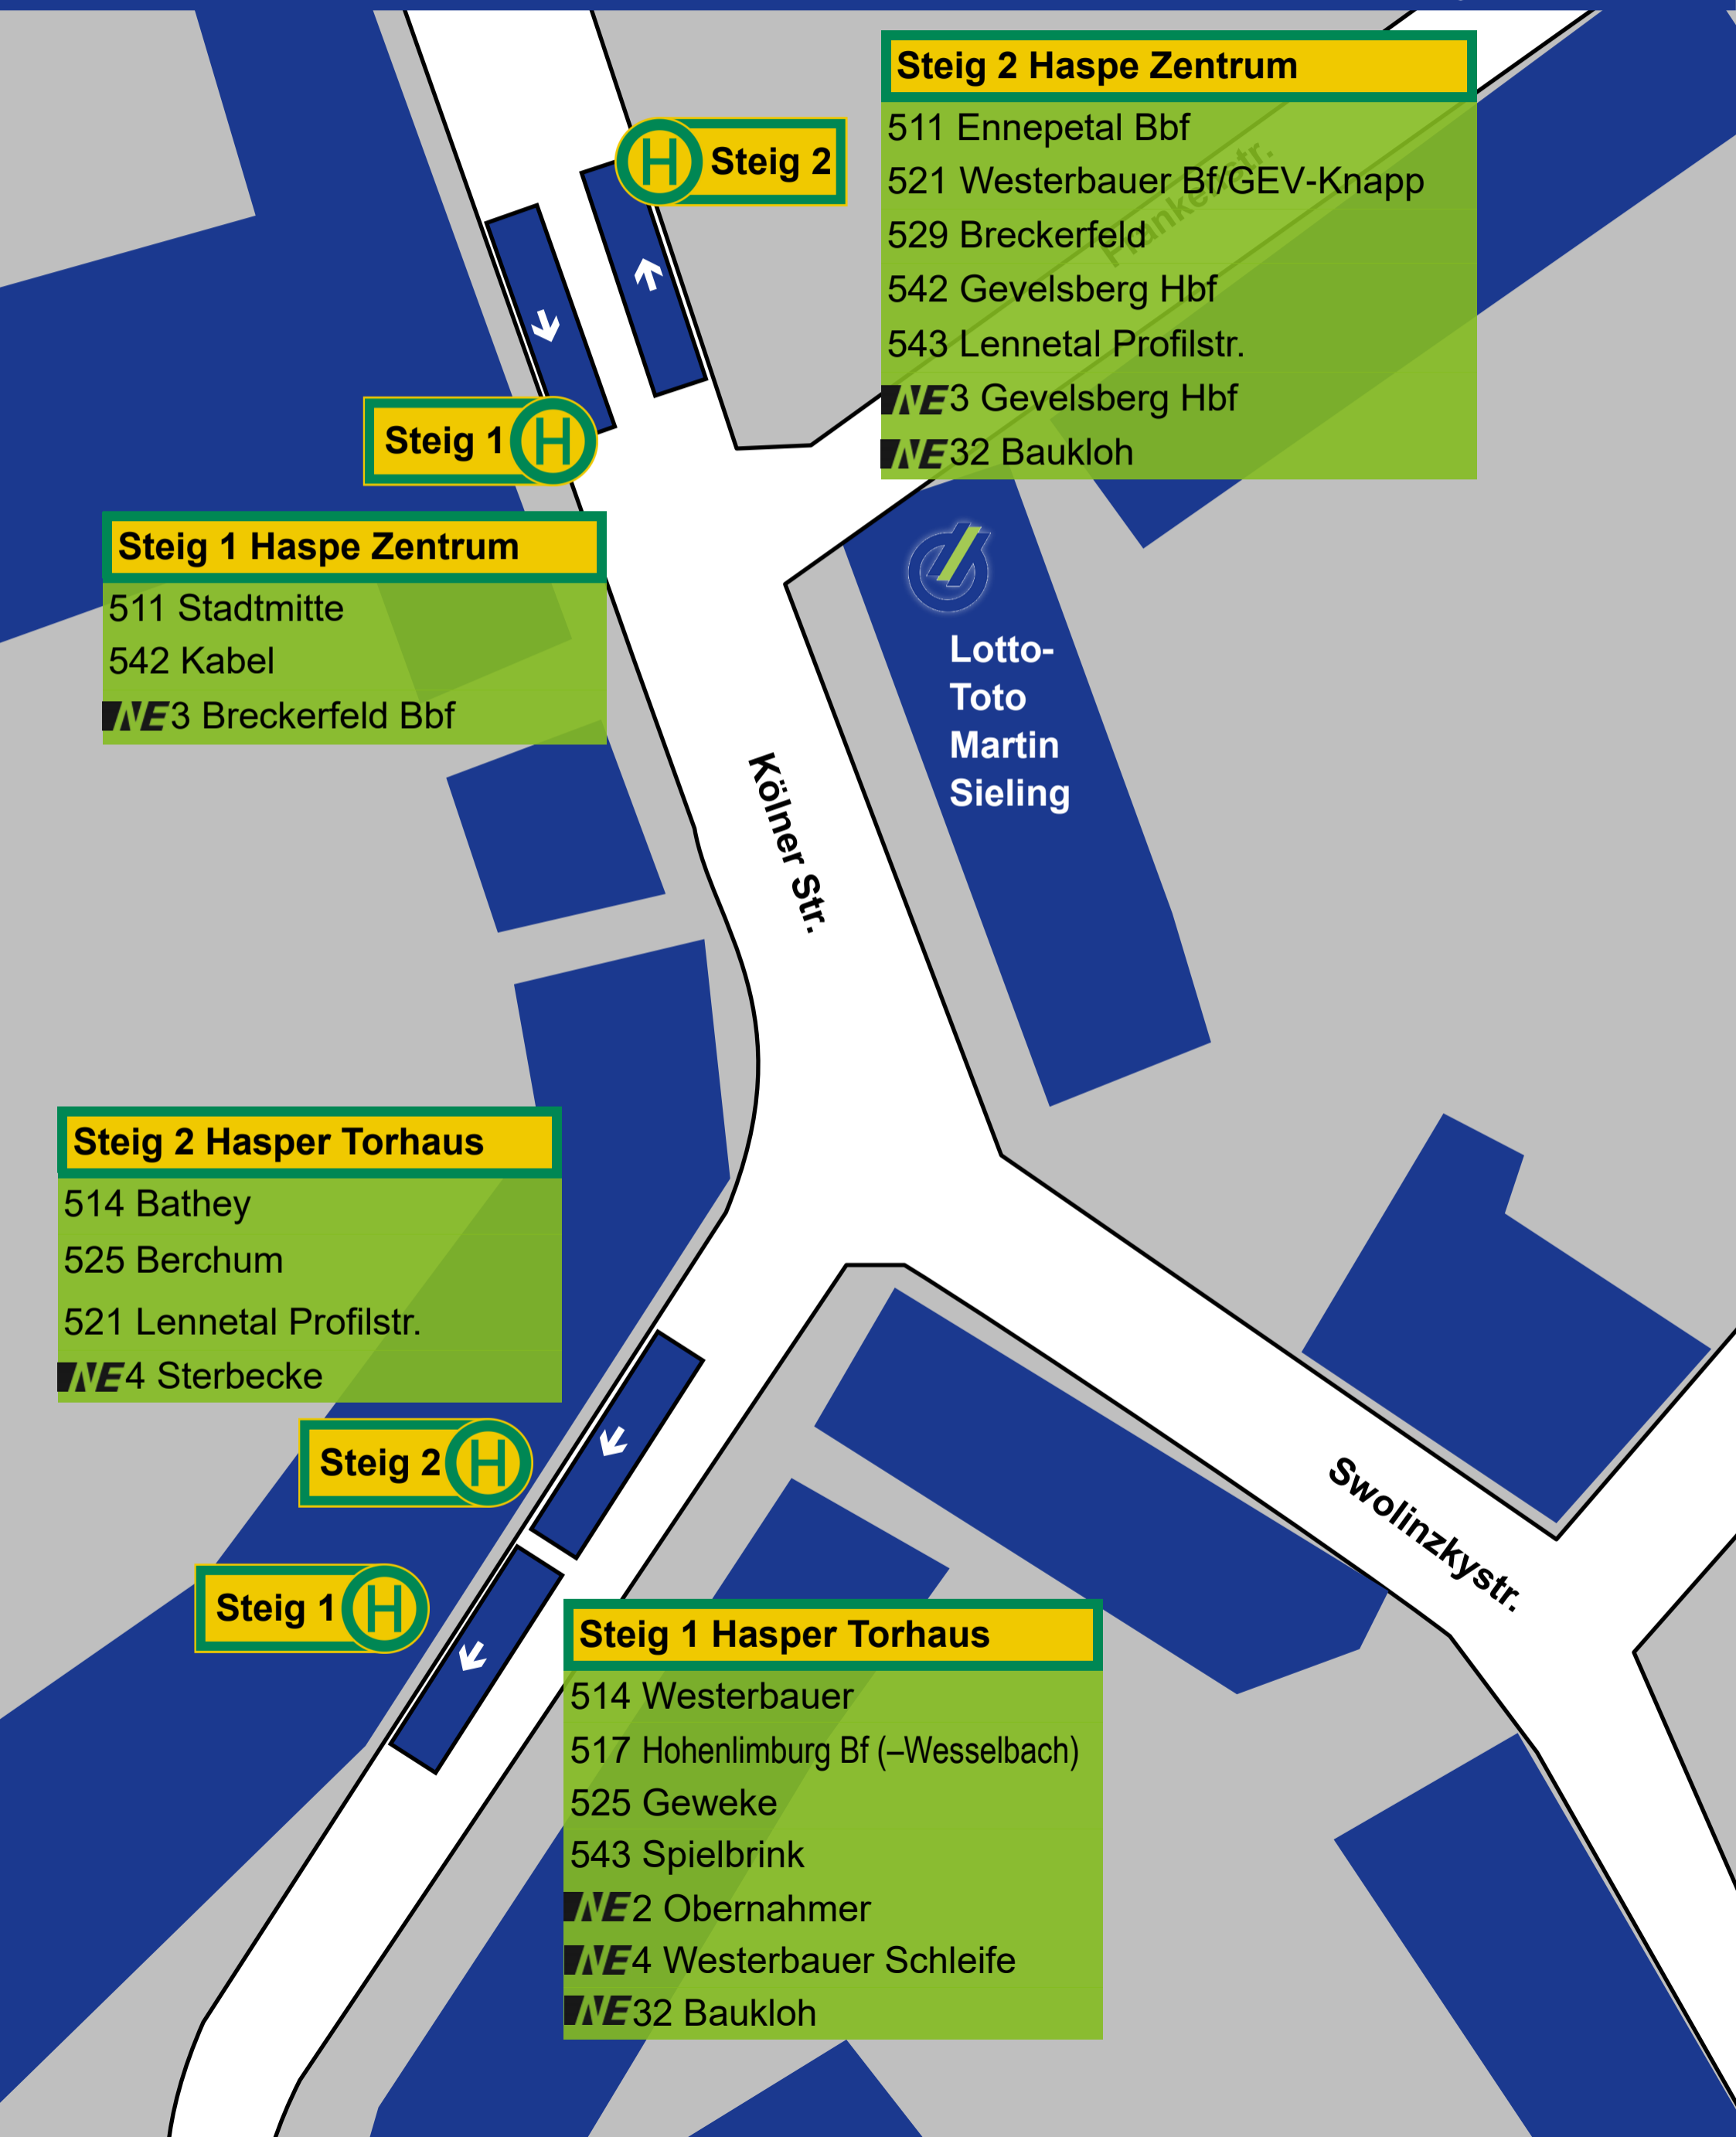 Steig 2 Haspe Zentrum
511 Ennepetal Bbf
521 Westerbauer Bf/GEV-Knapp
529 Breckerfeld
542 Gevelsberg Hbf
543 Lennetal Profilstr.
NE3 Gevelsberg Hbf
NE32 Baukloh
Frankenstr.
H Steig 2
Steig 1 H
Steig 1 Haspe Zentrum
511 Stadtmitte
542 Kabel
NE3 Breckerfeld Bbf
Lotto-
Toto
Martin
Sieling
Kölner Str.
Steig 2 Hasper Torhaus
514 Bathey
525 Berchum
521 Lennetal Profilstr.
NE4 Sterbecke
Steig 2 H
Steig 1 H
Swolinzkystr.
Steig 1 Hasper Torhaus
514 Westerbauer
517 Hohenlimburg Bf (–Wesselbach)
525 Geweke
543 Spielbrink
NE2 Obernahmer
NE4 Westerbauer Schleife
NE32 Baukloh